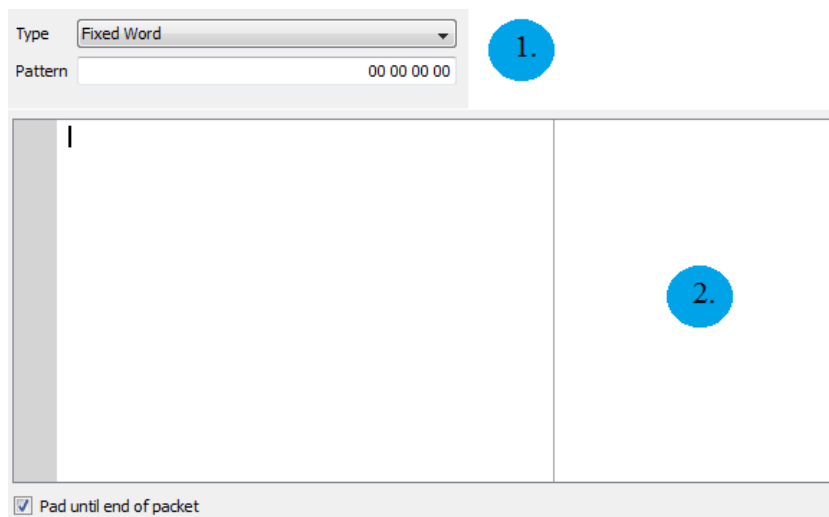 Type Fixed Word
1.
Pattern 00 00 00 00
2.
Pad until end of packet